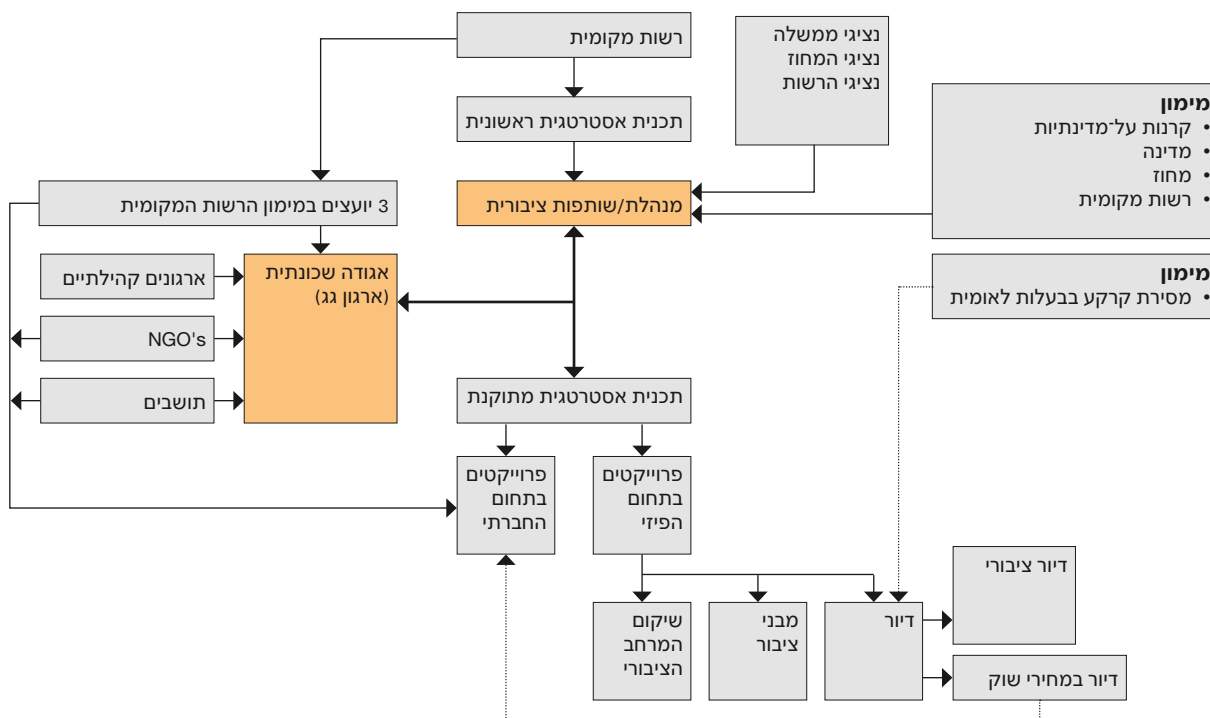 רשות מקומית
נציגי ממשלה
נציגי המחוז
נציגי הרשות
מימון
• קרנות על־מדינתיות
• מדינה
• מחוז
• רשות מקומית
תכנית אסטרטגית ראשונית
מנהלת/שותפות ציבורית
3 יועצים במימון הרשות המקומית
מימון
• מסירת קרקע בבעלות לאומית
אגודה שכונתית
(ארגון גג)
ארגונים קהילתיים
NGO's
תושבים
תכנית אסטרטגית מתוקנת
פרוייקטים
בתחום
הפיזי
פרוייקטים
בתחום
החברתי
דיור ציבורי
דיור
מבני
ציבור
שיקום
המרחב
הציבורי
דיור במחירי שוק